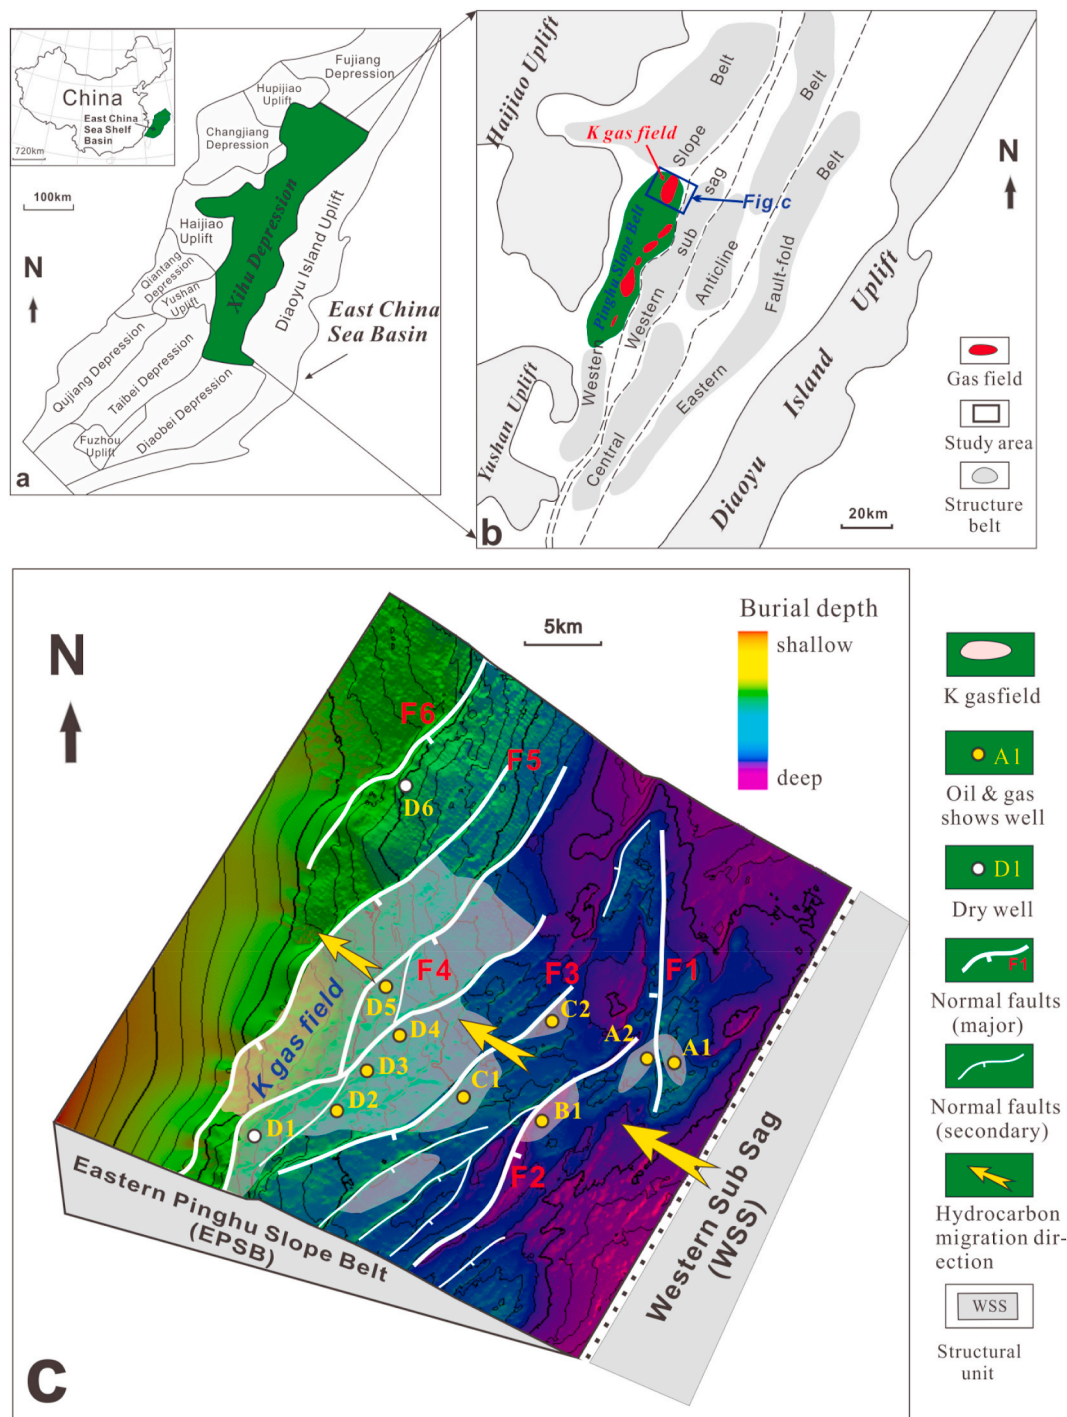 China
East China
Sea Shelf
Basin
720km
100km
N
Fujiang
Depression
Hupijiao
Uplift
Changjiang
Depression
Haijiao
Uplift
Xihu Depression
Diaoyu Island Uplift
Qiantang
Depression
Yushan
Uplift
East China
Sea Basin
Qujiang Depression
Taibei Depression
Diaobei Depression
Fuzhou
Uplift
a
Haijiao Uplift
Belt
Slope
Belt
Belt
K gas field
sag
Fig.c
N
Pinghu Slope Belt
sub
Anticline
Fault-fold
Western
Western
Eastern
Central
Yushan Uplift
Uplift
Island
Diaoyu
Gas field
Study area
Structure
belt
20km
b
N
5km
Burial depth
shallow
deep
F6
F5
D6
F4
F3
F1
D5
C2
A2
A1
D4
K gas field
D3
C1
D2
B1
D1
F2
Eastern Pinghu Slope Belt
(EPSB)
Western Sub Sag
(WSS)
C
K gasfield
A1
Oil & gas
shows well
D1
Dry well
F1
Normal faults
(major)
Normal faults
(secondary)
Hydrocarbon
migration dir-
ection
WSS
Structural
unit